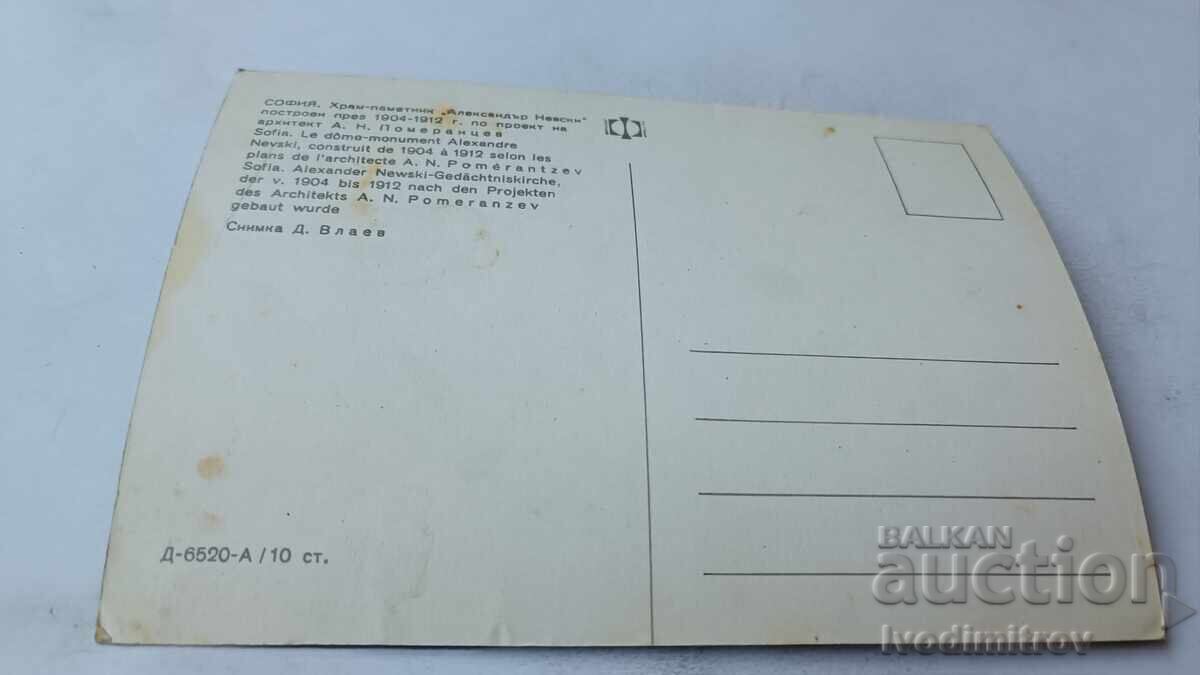 СОФИЯ. Храм-паметник „Александър Невски"
построен през 1904-1912 г. по проект на
архитект А. Н. Померанцев
Sofia. Le dôme-monument Alexandre
Nevski, construit de 1904 à 1912 selon les
plans de l'architecte A. N. Pomérantzev
Sofia. Alexander Newski-Gedächtniskirche,
der v. 1904 bis 1912 nach den Projekten
des Architekts A. N. Pomeranzev
gebaut wurde
Снимка Д. Влаев
Д-6520-А / 10 ст.
BALKAN
auction
Ivodimitrov